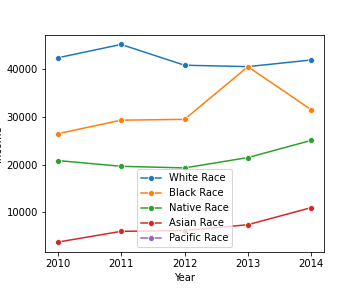 40000
30000
20000
10000
White Race
Black Race
Native Race
Asian Race
Pacific Race
2010 2011 2012 2013 2014
Year